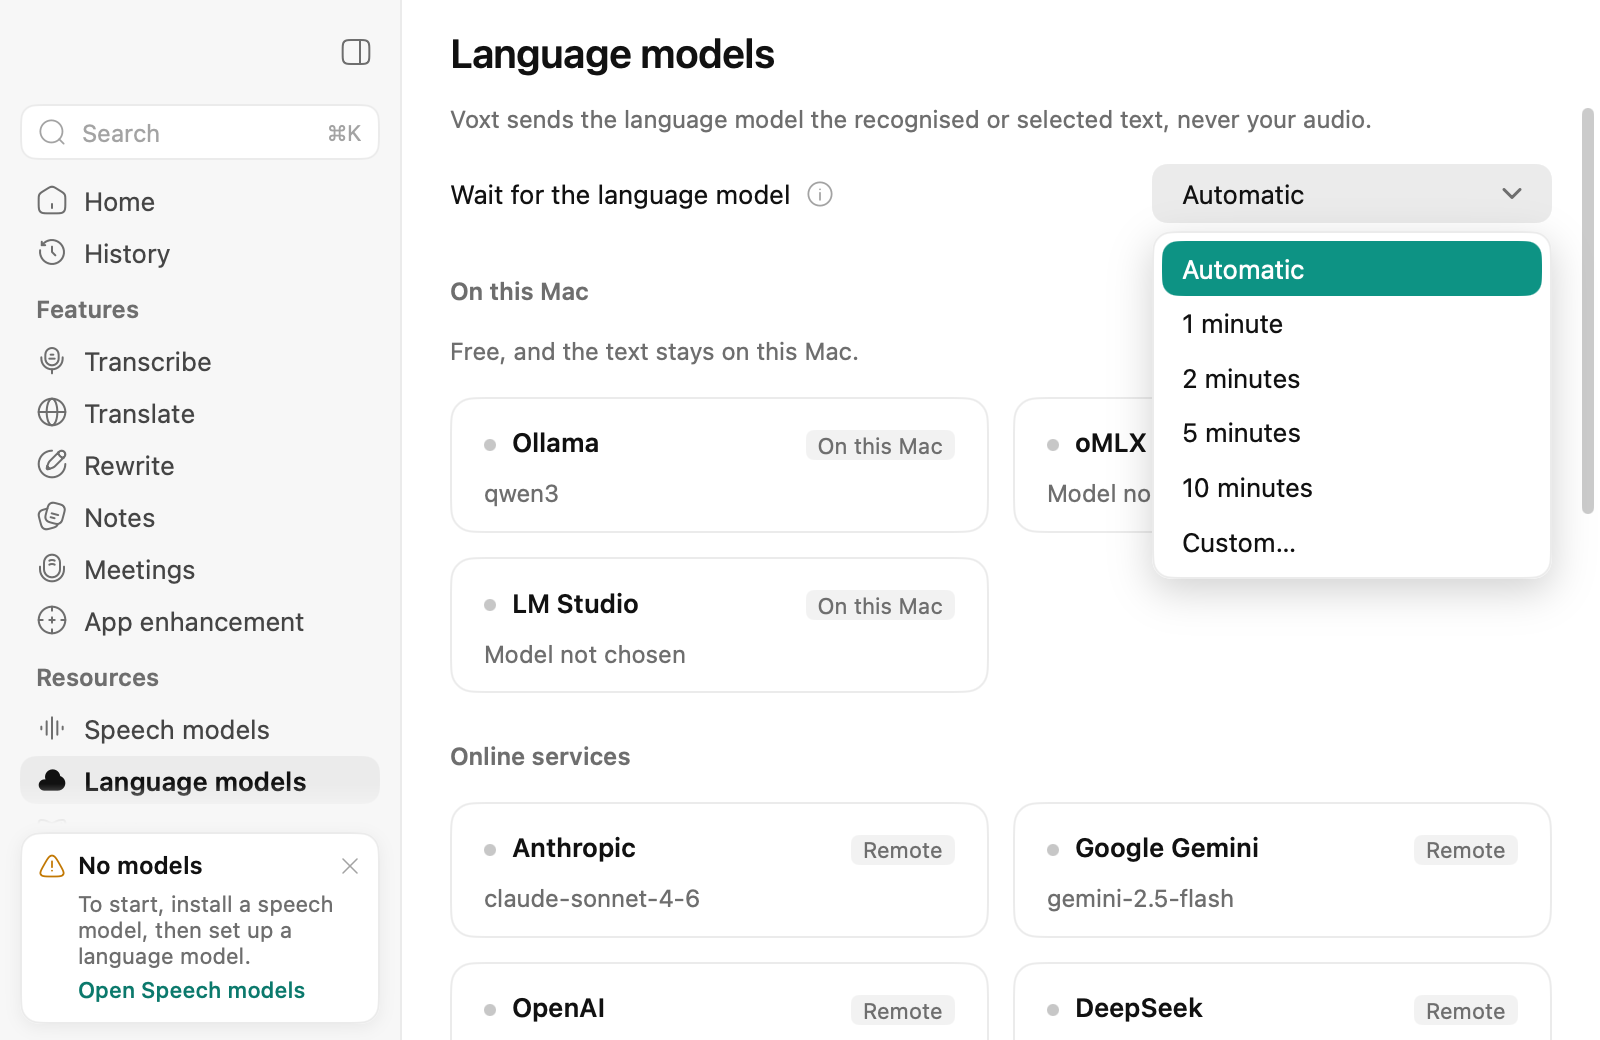 Search ⌘K
Home
History
Features
Transcribe
Translate
Rewrite
Notes
Meetings
App enhancement
Resources
Speech models
Language models
No models
To start, install a speech
model, then set up a
language model.
Open Speech models
Language models
Voxt sends the language model the recognised or selected text, never your audio.
Wait for the language model
Automatic
Automatic
1 minute
2 minutes
5 minutes
10 minutes
Custom...
On this Mac
Free, and the text stays on this Mac.
Ollama On this Mac
qwen3
oMLX
Model no
LM Studio On this Mac
Model not chosen
Online services
Anthropic Remote
claude-sonnet-4-6
Google Gemini Remote
gemini-2.5-flash
OpenAI Remote
DeepSeek Remote